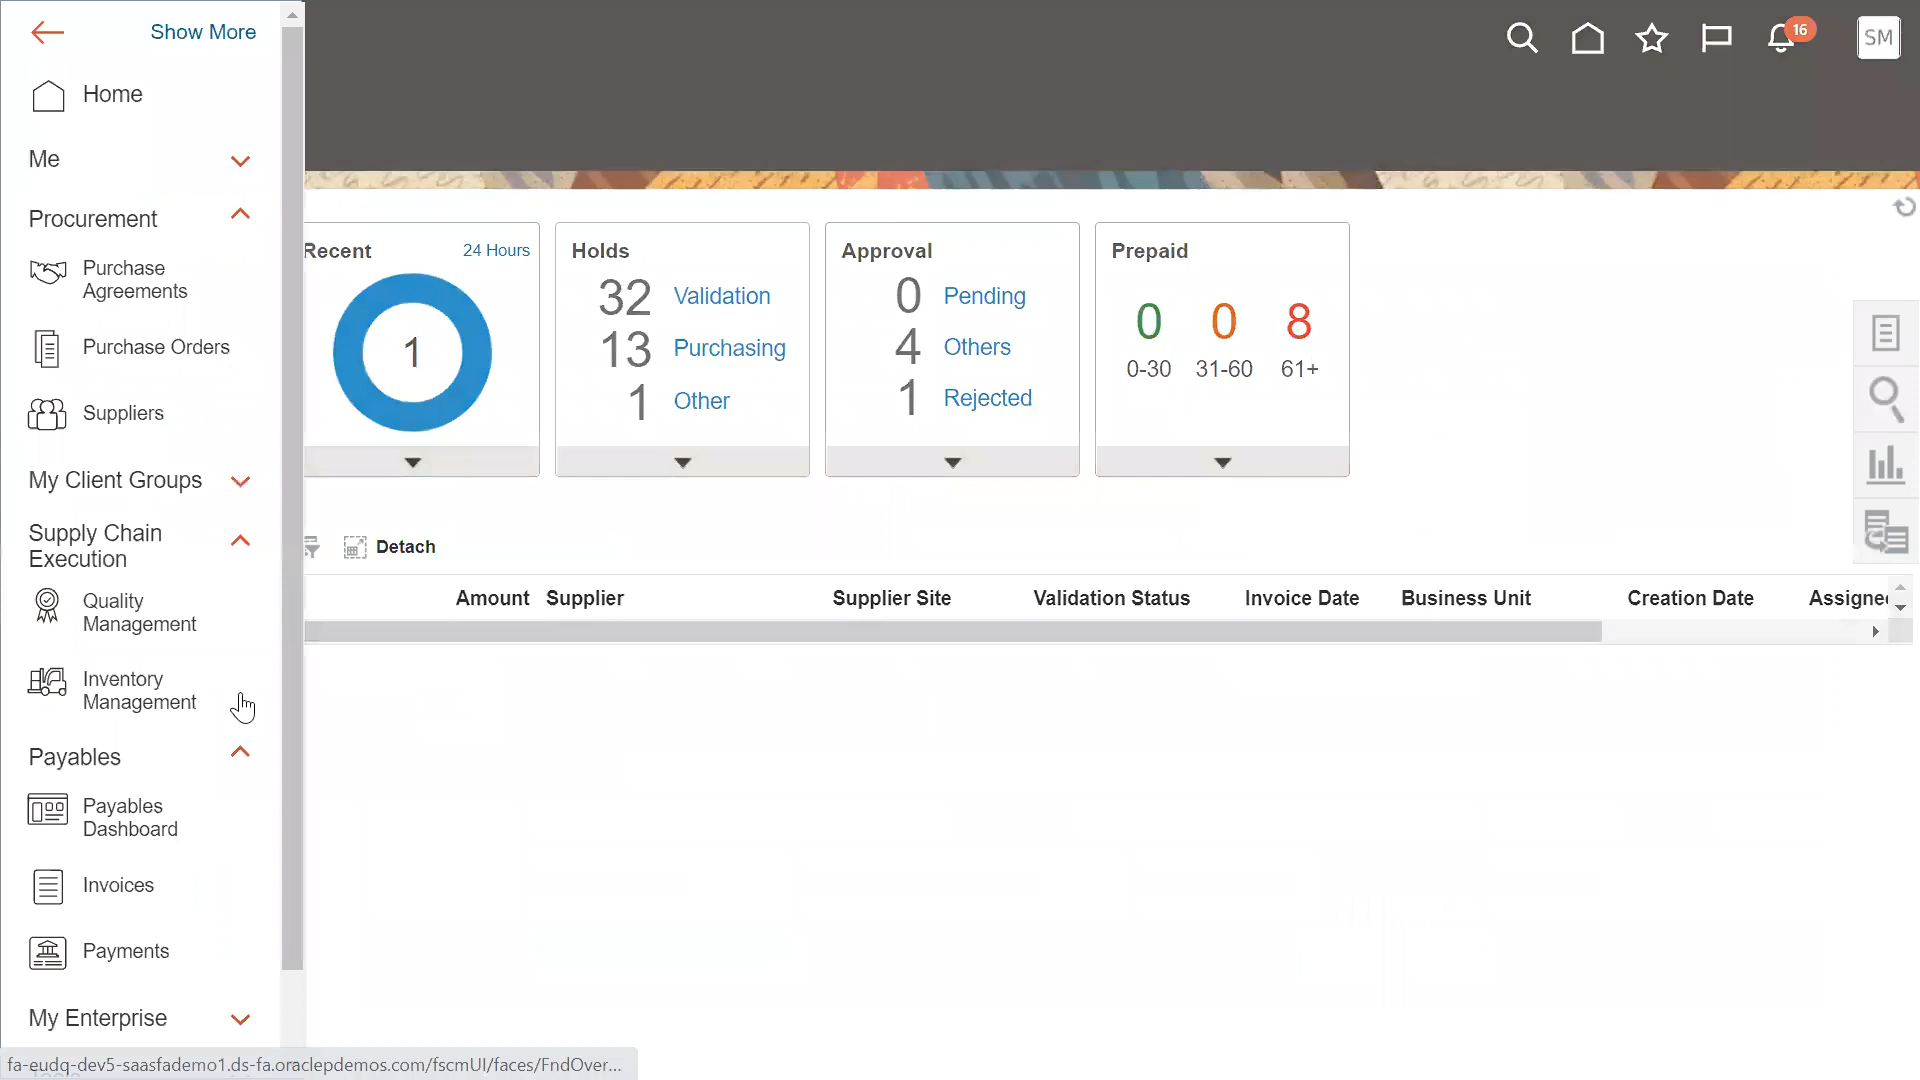 Show More
Home
Me
Procurement
Purchase
Agreements
Purchase Orders
Suppliers
My Client Groups
Supply Chain
Execution
Quality
Management
Inventory
Management
Payables
Payables
Dashboard
Invoices
Payments
My Enterprise
fa-eudq-dev5-saasfademo1.ds-fa.oraclepdemos.com/fscmUI/faces/FndOver...
16
SM
Recent
24 Hours
1
Holds
32 Validation
13 Purchasing
1 Other
Approval
0 Pending
4 Others
1 Rejected
Prepaid
0 0 8
0-30 31-60 61+
Detach
Amount Supplier Supplier Site Validation Status Invoice Date Business Unit Creation Date Assigne